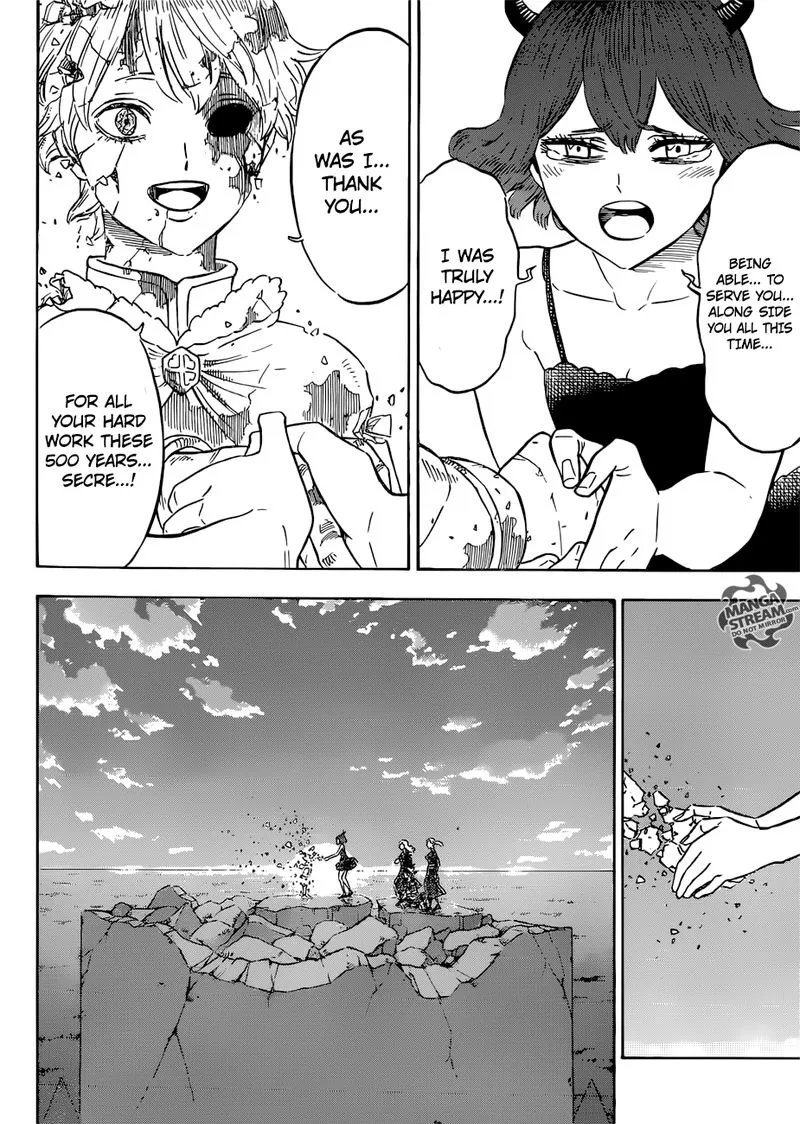 BEING
ABLE... TO
SERVE YOU...
ALONG SIDE
YOU ALL THIS
TIME...
I WAS
TRULY
HAPPY...!
AS
WAS I...
THANK
YOU...
FOR ALL
YOUR HARD
WORK THESE
500 YEARS...
SECRE...!
MANGA
STREAM.com
DO NOT MIRROR